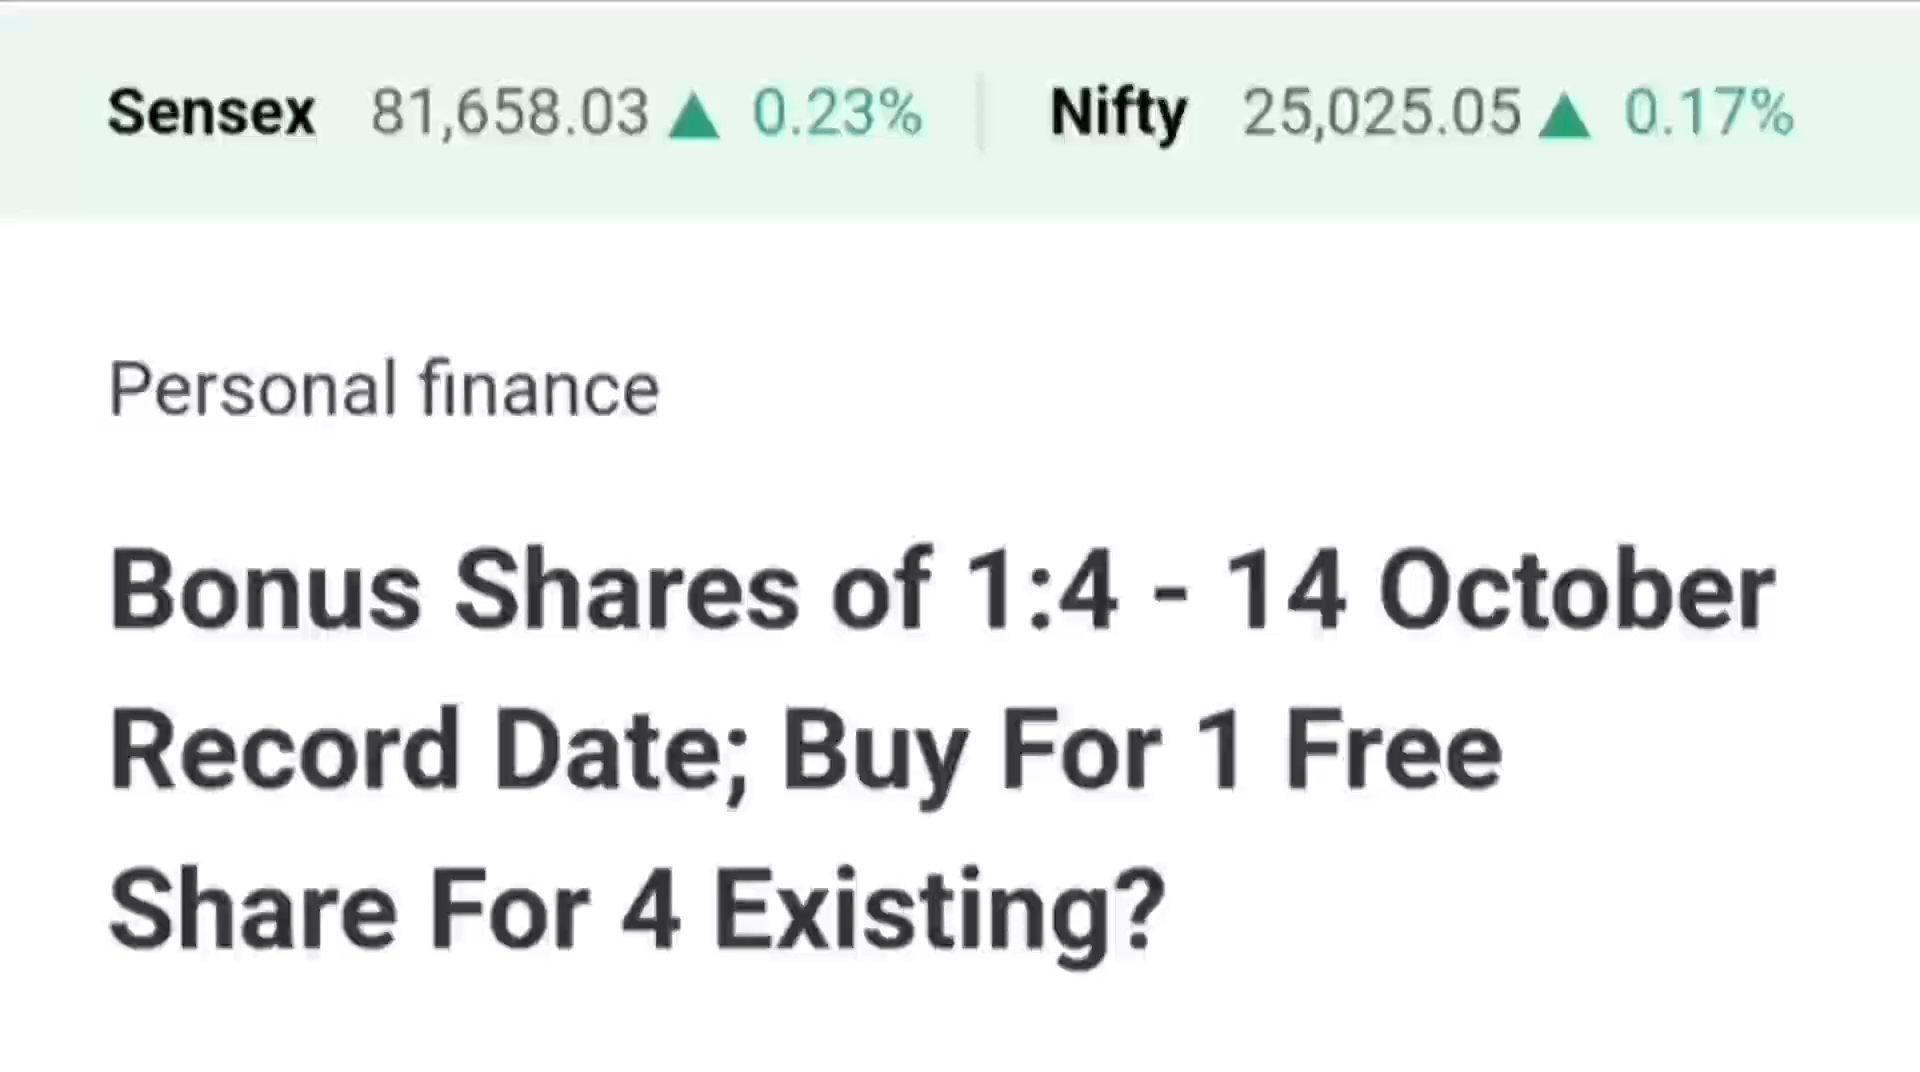 Sensex 81,658.03 ▲ 0.23% Nifty 25,025.05 ▲ 0.17%
Personal finance
Bonus Shares of 1:4 - 14 October
Record Date; Buy For 1 Free
Share For 4 Existing?